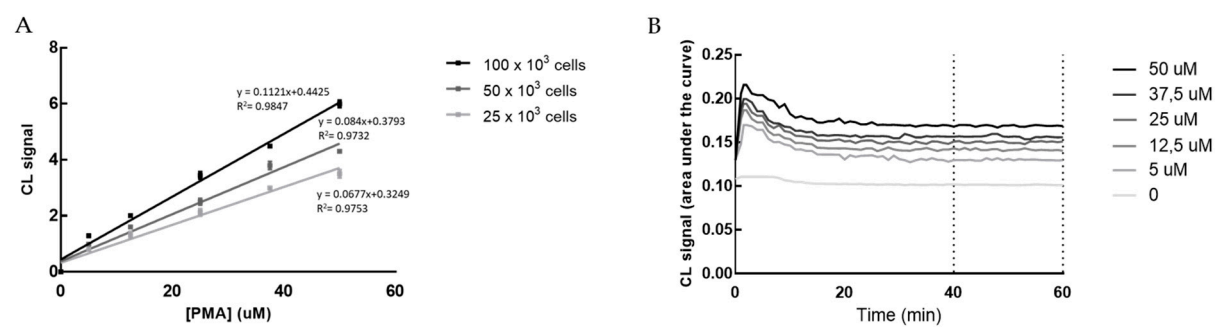 A
CL signal
8
6
4
2
0
0
20
40
60
[PMA] (uM)
y = 0.1121x+0.4425
R²= 0.9847
y = 0.084x+0.3793
R²= 0.9732
y = 0.0677x+0.3249
R²= 0.9753
100 x 10³ cells
50 x 10³ cells
25 x 10³ cells
B
CL signal (area under the curve)
0.25
0.20
0.15
0.10
0.05
0.00
0
20
40
60
Time (min)
50 uM
37,5 uM
25 uM
12,5 uM
5 uM
0